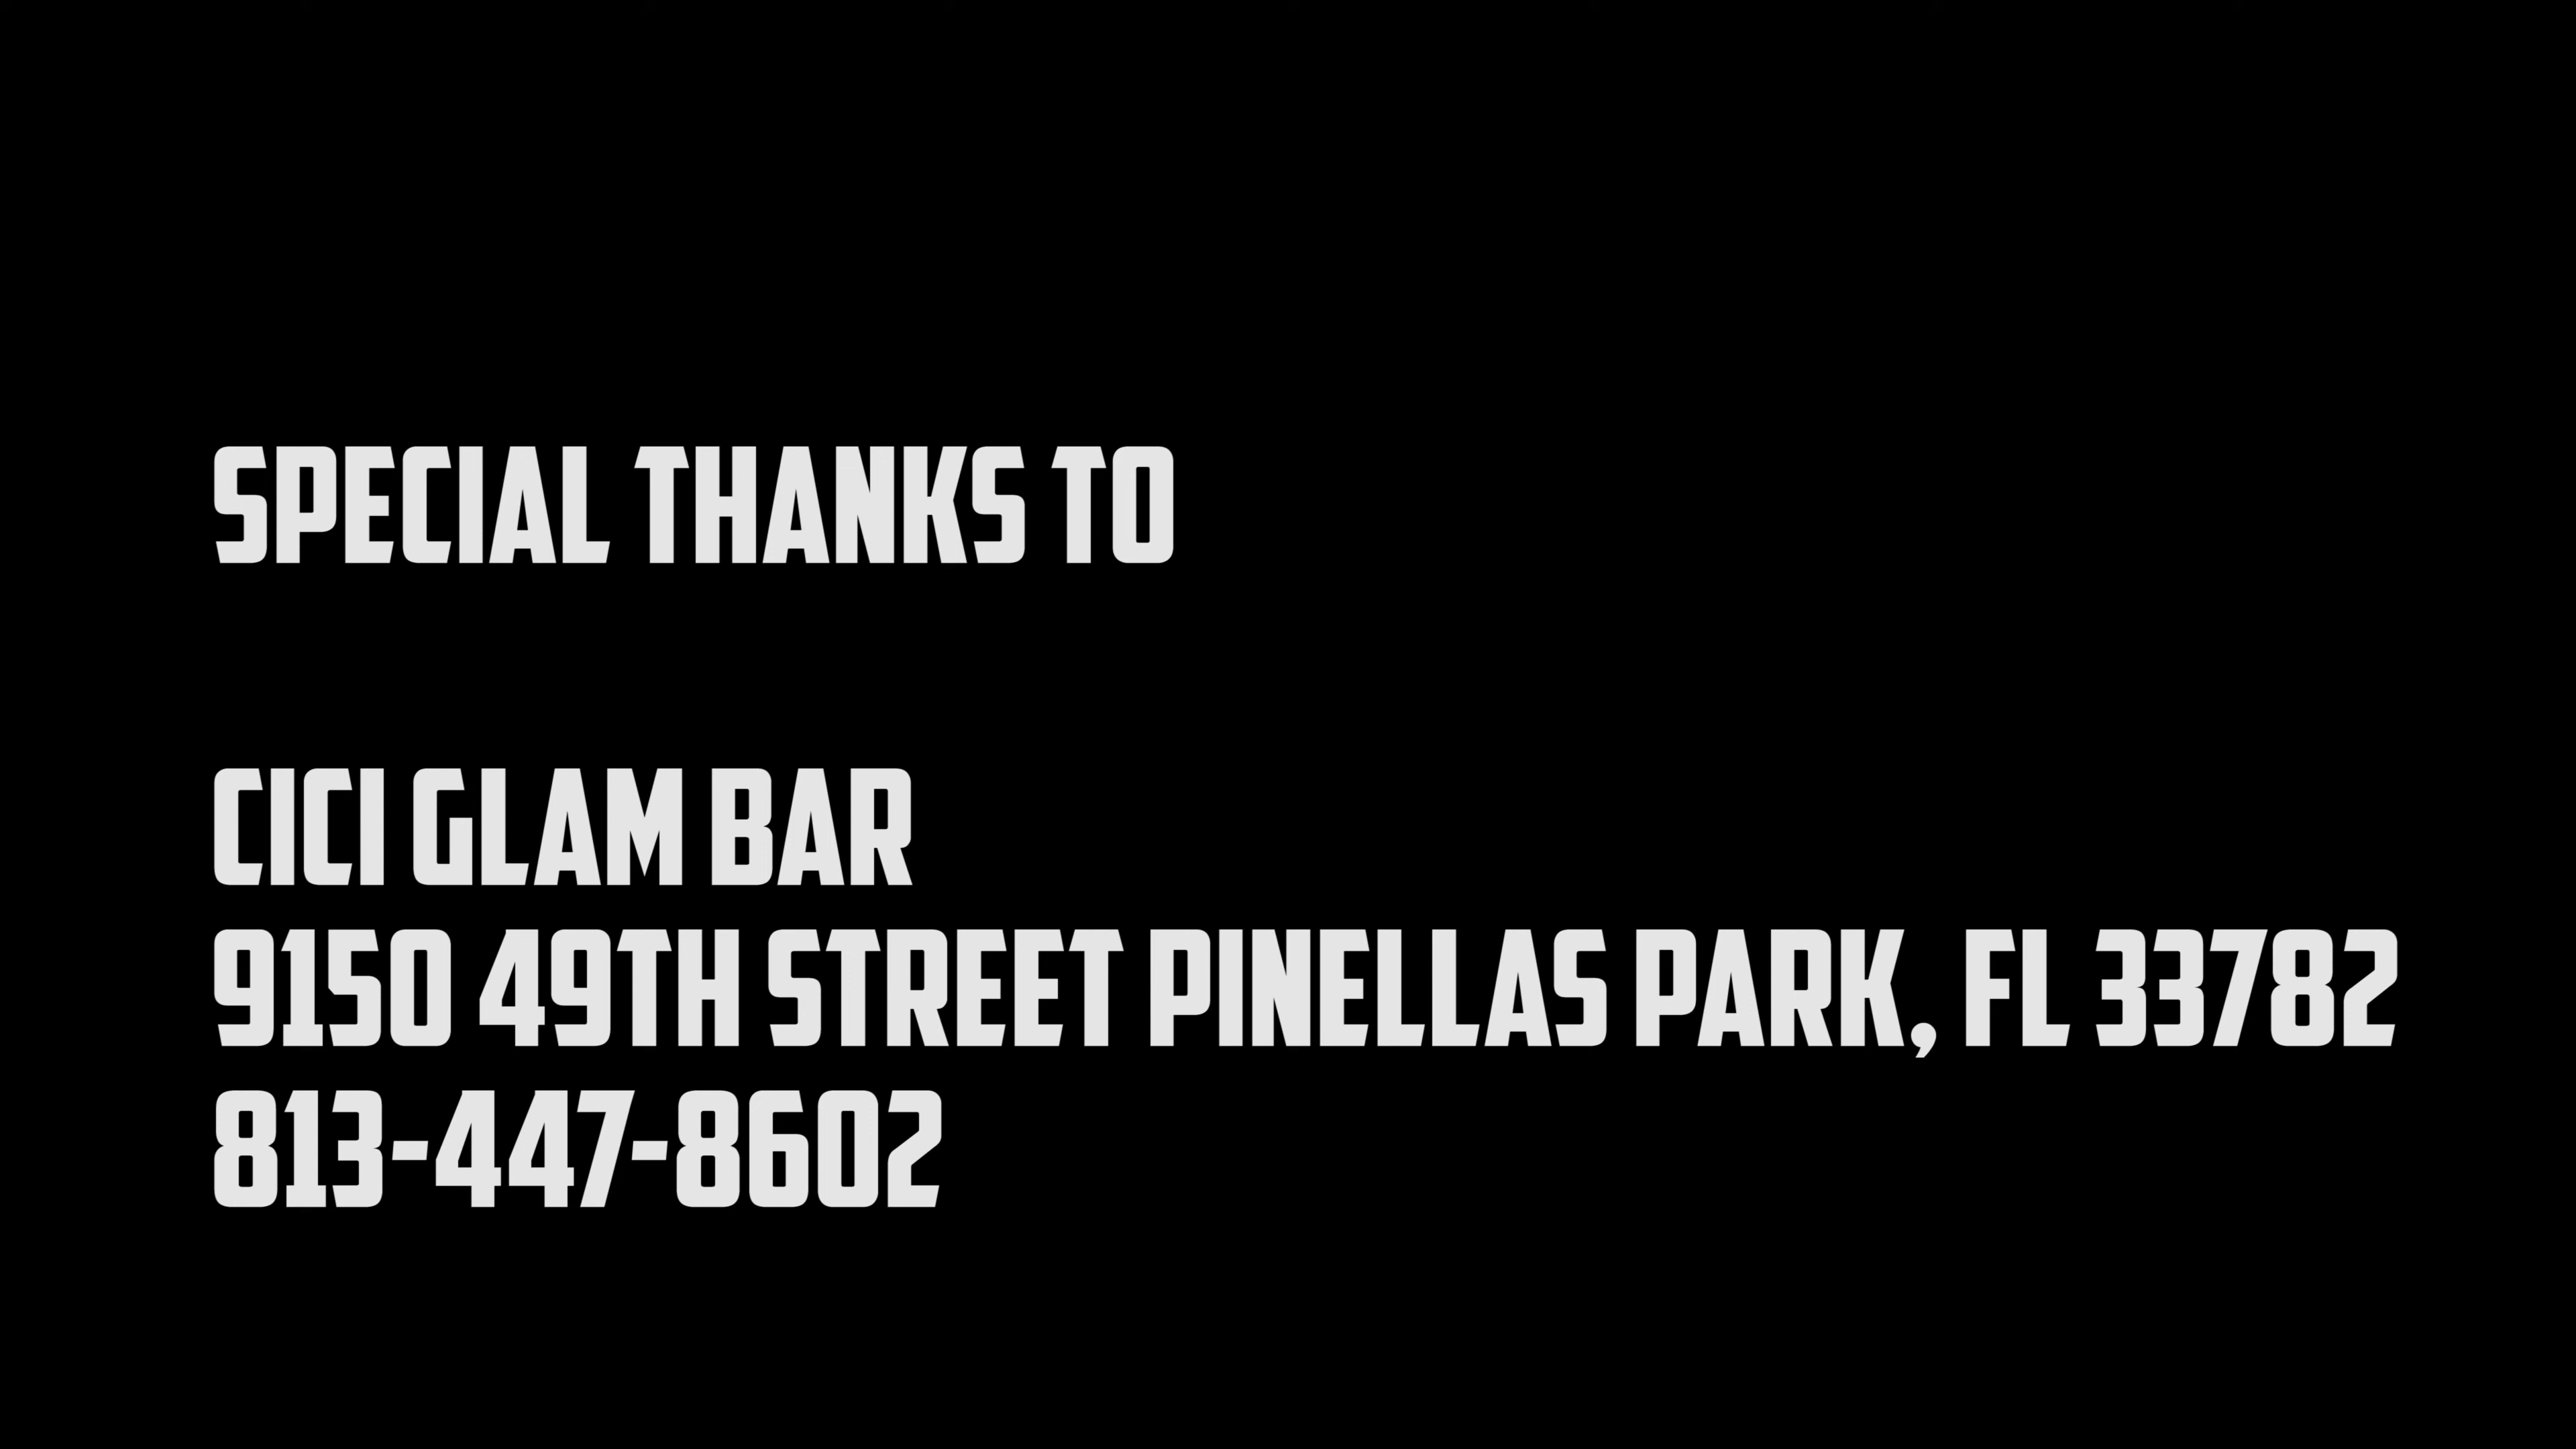 SPECIAL THANKS TO
CICI GLAM BAR
9150 49TH STREET PINELLAS PARK, FL 33782
813-447-8602